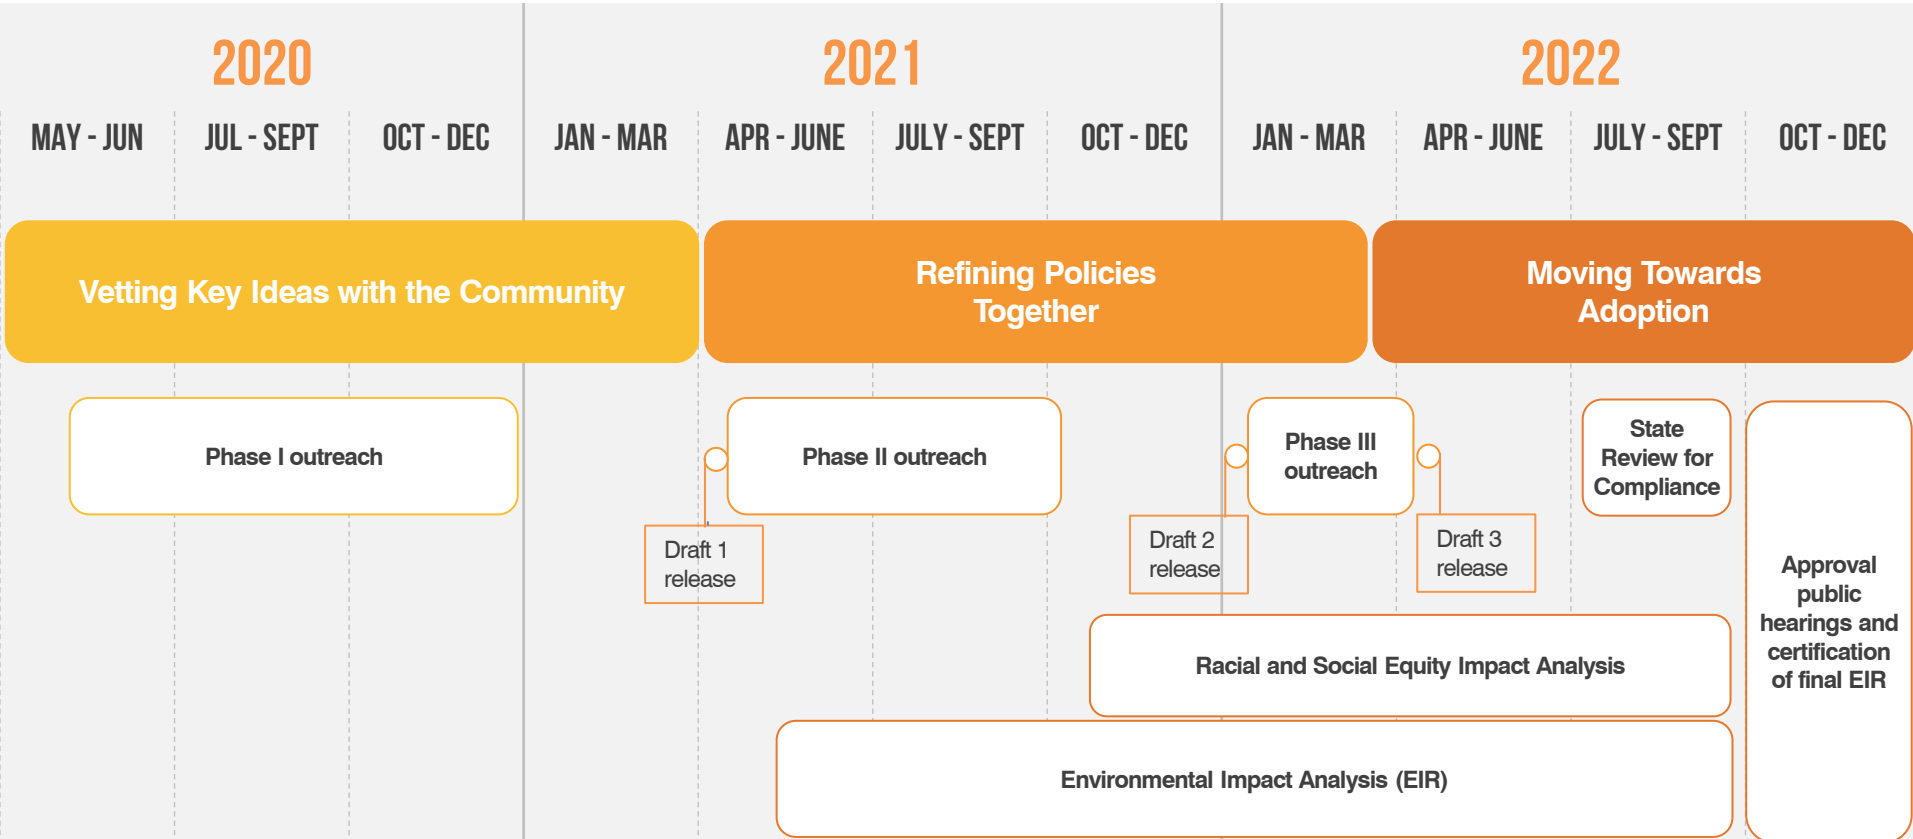 2020
2021
2022
MAY - JUN
JUL - SEPT
OCT - DEC
JAN - MAR
APR - JUNE
JULY - SEPT
OCT - DEC
JAN - MAR
APR - JUNE
JULY - SEPT
OCT - DEC
Vetting Key Ideas with the Community
Refining Policies
Together
Moving Towards
Adoption
Phase I outreach
Phase II outreach
Phase III
outreach
State
Review for
Compliance
Draft 1
release
Draft 2
release
Draft 3
release
Approval
public
hearings and
certification
of final EIR
Racial and Social Equity Impact Analysis
Environmental Impact Analysis (EIR)